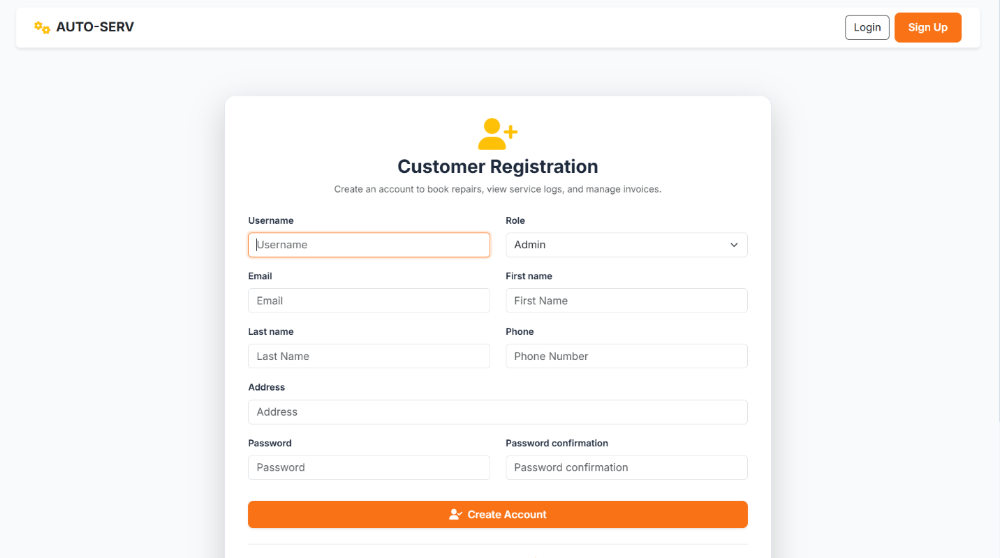 AUTO-SERV
Login
Sign Up
Customer Registration
Create an account to book repairs, view service logs, and manage invoices.
Username
Role
Username
Admin
Email
First name
Email
First Name
Last name
Phone
Last Name
Phone Number
Address
Address
Password
Password confirmation
Password
Password confirmation
Create Account